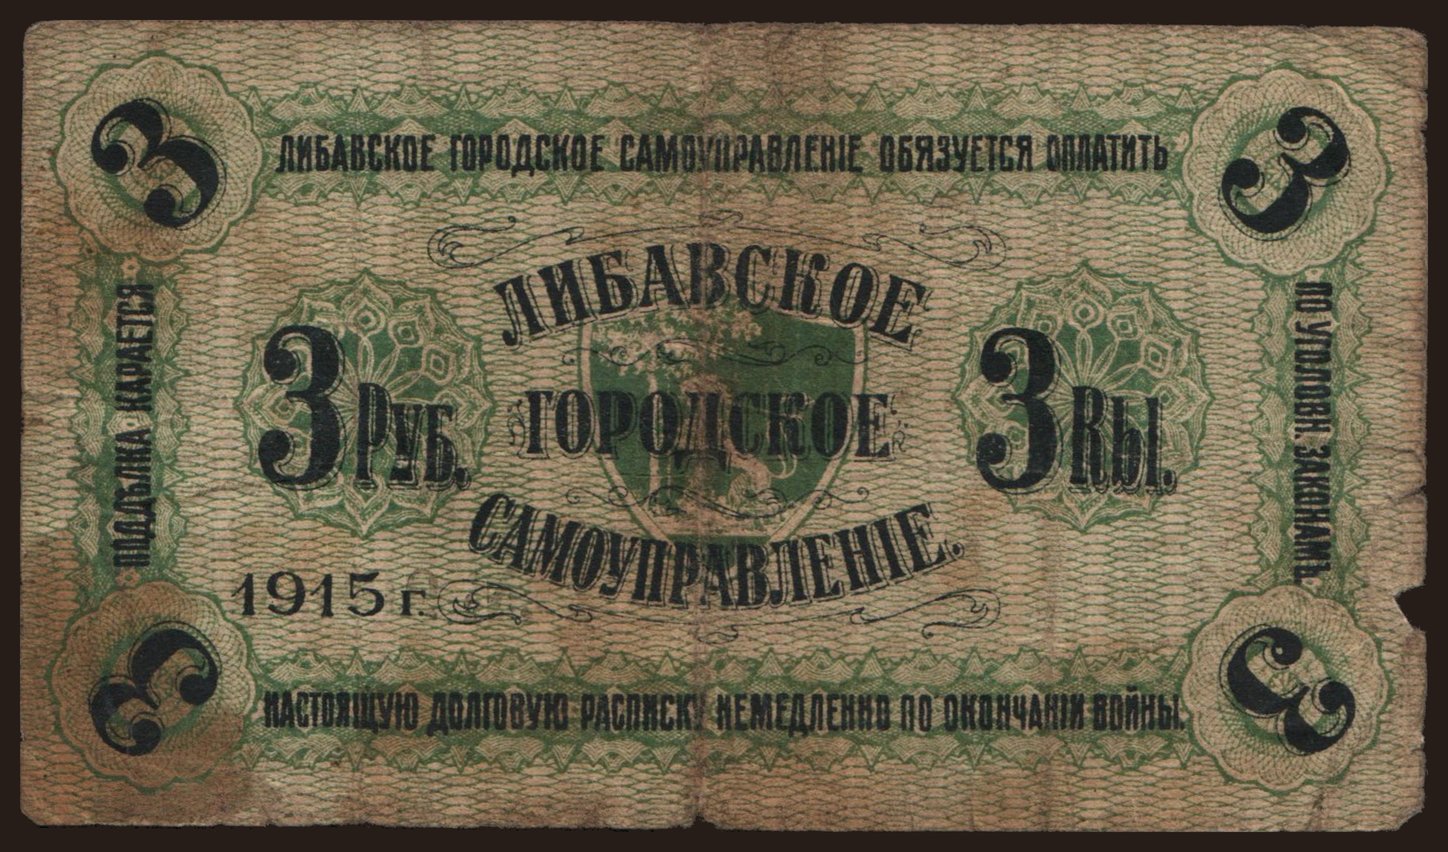 3
3
ЛИБАВСКОЕ ГОРОДСКОЕ САМОУПРАВЛЕНІЕ ОБЯЗУЕТСЯ ОПЛАТИТЬ
ПОДДѢЛКА КАРАЕТСЯ
ПО УГОЛОВН. ЗАКОНАМЪ.
ЛИБАВСКОЕ
3 РУБ.
ГОРОДСКОЕ
3 Rbl.
САМОУПРАВЛЕНІЕ.
1915 г.
НАСТОЯЩУЮ ДОЛГОВУЮ РАСПИСКУ НЕМЕДЛЕННО ПО ОКОНЧАНІИ ВОЙНЫ.
3
3